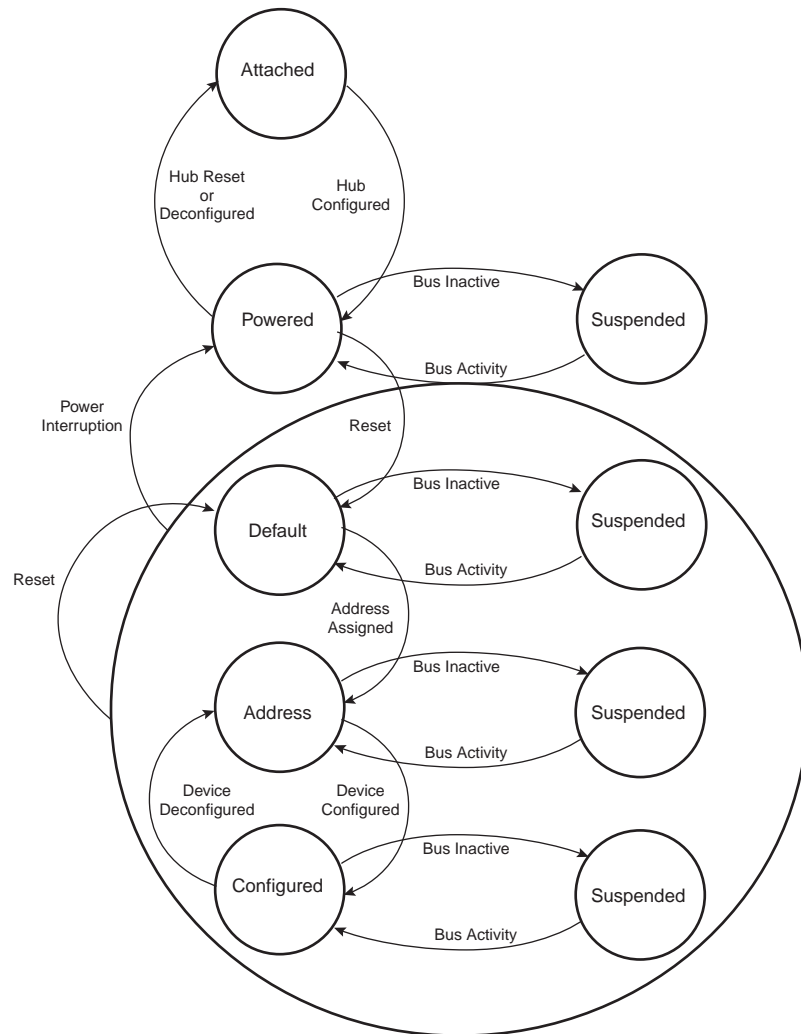 Attached
Hub Reset
or
Deconfigured
Hub
Configured
Bus Inactive
Powered
Suspended
Bus Activity
Power
Interruption
Reset
Bus Inactive
Default
Suspended
Bus Activity
Reset
Address
Assigned
Bus Inactive
Address
Suspended
Bus Activity
Device
Deconfigured
Device
Configured
Bus Inactive
Configured
Suspended
Bus Activity